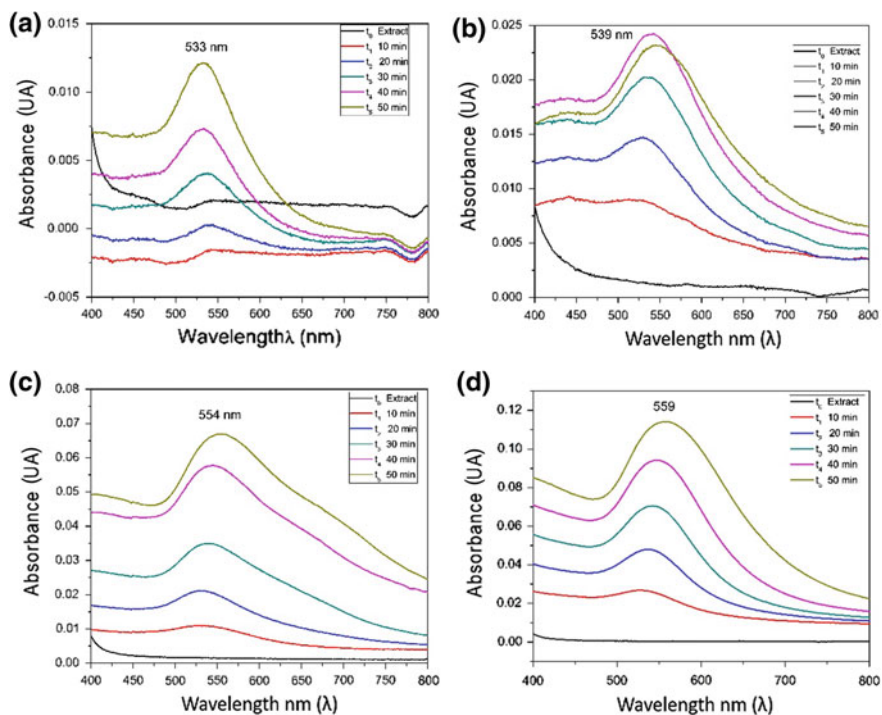 (a)
533 nm
t0 Extract
t1 10 min
t2 20 min
t3 30 min
t4 40 min
t5 50 min
0.015
0.010
0.005
0.000
-0.005
Absorbance (UA)
400 450 500 550 600 650 700 750 800
Wavelengthλ (nm)
(b)
539 nm
t0 Extract
t1 10 min
t2 20 min
t3 30 min
t4 40 min
t5 50 min
0.025
0.020
0.015
0.010
0.005
0.000
Absorbance (UA)
400 450 500 550 600 650 700 750 800
Wavelength nm (λ)
(c)
554 nm
t0 Extract
t1 10 min
t2 20 min
t3 30 min
t4 40 min
t5 50 min
0.08
0.07
0.06
0.05
0.04
0.03
0.02
0.01
0.00
Absorbance (UA)
400 450 500 550 600 650 700 750 800
Wavelength nm (λ)
(d)
559
Extract
t1 10 min
t2 20 min
t3 30 min
t4 40 min
50 min
0.12
0.10
0.08
0.06
0.04
0.02
0.00
Absorbance (UA)
400 500 600 700 800
Wavelength nm (λ)